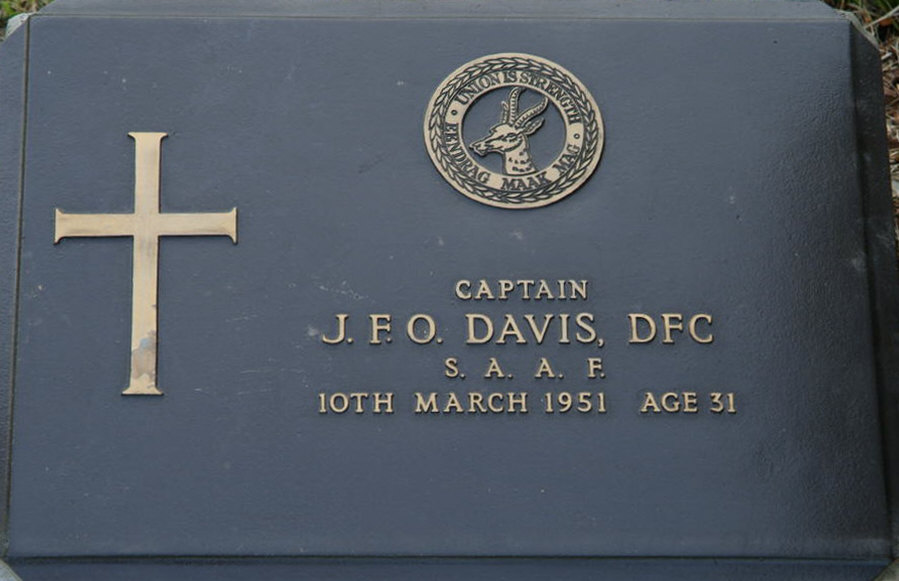 UNION IS STRENGTH
EENDRAG MAAK MAG
CAPTAIN
J. F. O. DAVIS, DFC
S. A. A. F.
10TH MARCH 1951 AGE 31